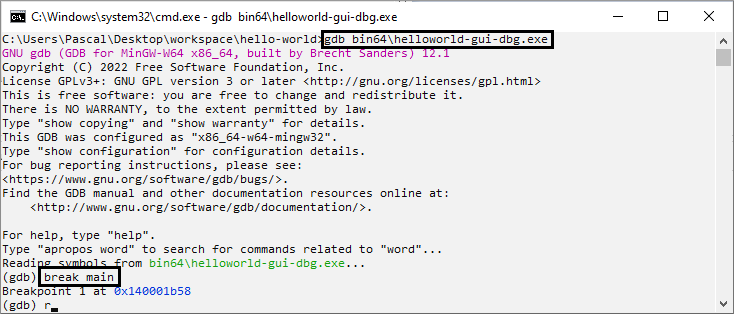 C:\Windows\system32\cmd.exe - gdb  bin64\helloworld-gui-dbg.exe
C:\Users\Pascal\Desktop\workspace\hello-world>gdb bin64\helloworld-gui-dbg.exe
GNU gdb (GDB for MinGW-W64 x86_64, built by Brecht Sanders) 12.1
Copyright (C) 2022 Free Software Foundation, Inc.
License GPLv3+: GNU GPL version 3 or later <http://gnu.org/licenses/gpl.html>
This is free software: you are free to change and redistribute it.
There is NO WARRANTY, to the extent permitted by law.
Type "show copying" and "show warranty" for details.
This GDB was configured as "x86_64-w64-mingw32".
Type "show configuration" for configuration details.
For bug reporting instructions, please see:
<https://www.gnu.org/software/gdb/bugs/>.
Find the GDB manual and other documentation resources online at:
    <http://www.gnu.org/software/gdb/documentation/>.

For help, type "help".
Type "apropos word" to search for commands related to "word"...
Reading symbols from bin64\helloworld-gui-dbg.exe...
(gdb) break main
Breakpoint 1 at 0x140001b58
(gdb) r